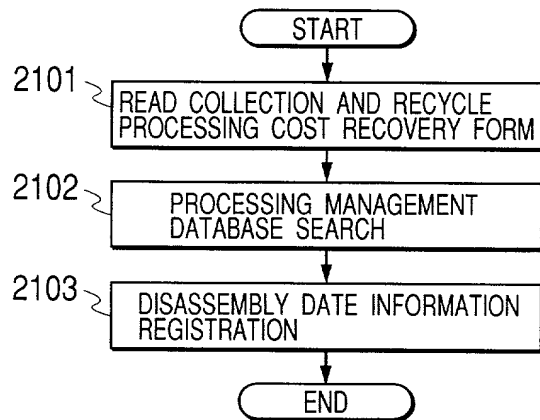 START
2101
READ COLLECTION AND RECYCLE
PROCESSING COST RECOVERY FORM
2102
PROCESSING MANAGEMENT
DATABASE SEARCH
2103
DISASSEMBLY DATE INFORMATION
REGISTRATION
END